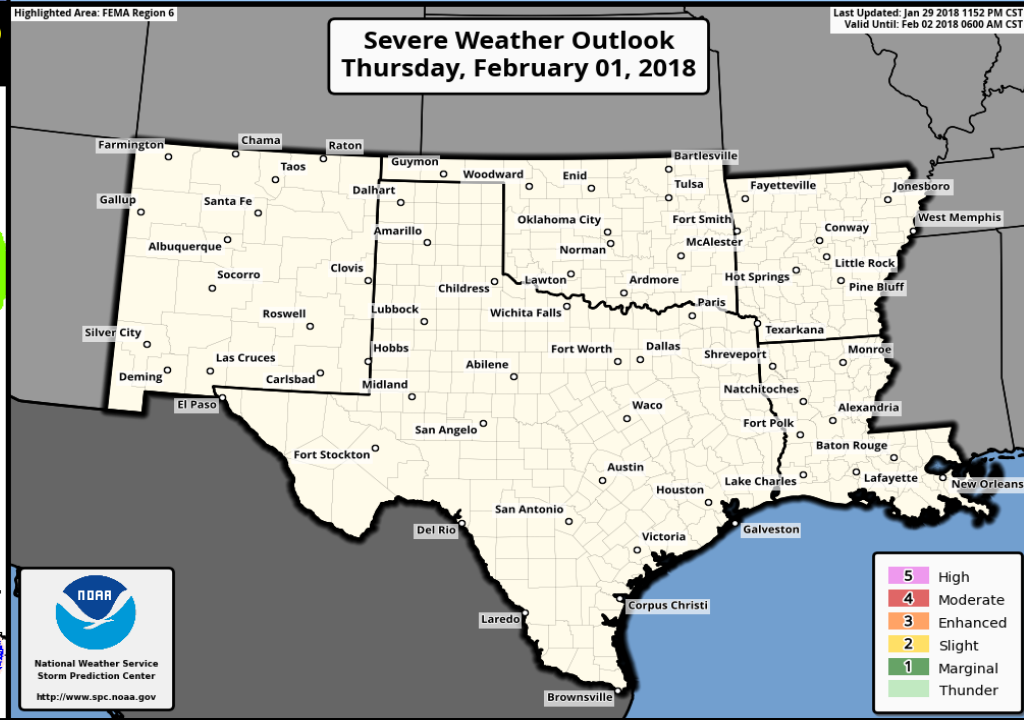 Highlighted Area: FEMA Region 6
Last Updated: Jan 29 2018 1152 PM CST
Valid Until: Feb 02 2018 0600 AM CST
Severe Weather Outlook
Thursday, February 01, 2018
Farmington
Chama
Raton
Taos
Guymon
Woodward
Enid
Bartlesville
Tulsa
Fayetteville
Jonesboro
Gallup
Santa Fe
Dalhart
Amarillo
Oklahoma City
Norman
Fort Smith
McAlester
Conway
West Memphis
Albuquerque
Socorro
Clovis
Childress
Lawton
Ardmore
Hot Springs
Little Rock
Pine Bluff
Roswell
Lubbock
Wichita Falls
Paris
Texarkana
Silver City
Las Cruces
Hobbs
Abilene
Fort Worth
Dallas
Shreveport
Monroe
Deming
Carlsbad
Midland
El Paso
Natchitoches
Waco
Alexandria
San Angelo
Fort Polk
Fort Stockton
Baton Rouge
Austin
Lake Charles
Lafayette
New Orleans
Houston
San Antonio
Del Rio
Galveston
Victoria
Corpus Christi
Laredo
Brownsville
NOAA
National Weather Service
Storm Prediction Center
http://www.spc.noaa.gov
5 High
4 Moderate
3 Enhanced
2 Slight
1 Marginal
Thunder